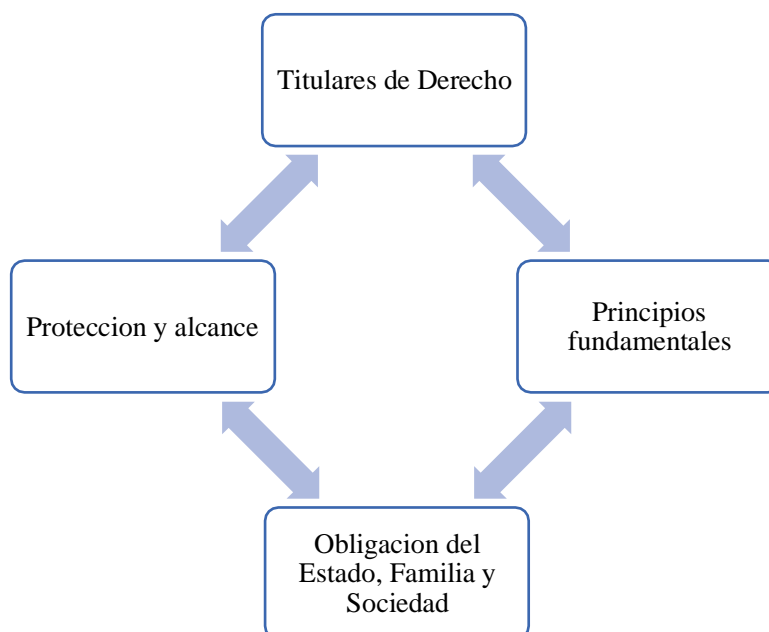 Titulares de Derecho
Proteccion y alcance
Principios
fundamentales
Obligacion del
Estado, Familia y
Sociedad